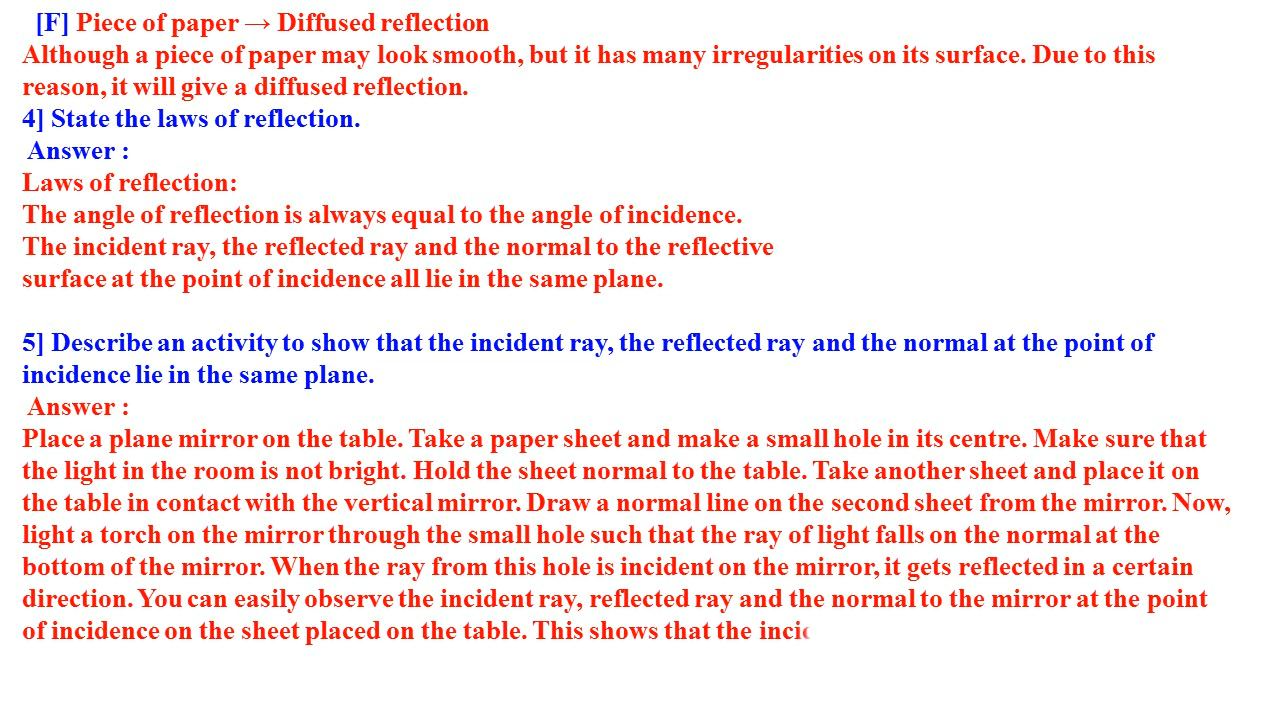 [F] Piece of paper → Diffused reflection
Although a piece of paper may look smooth, but it has many irregularities on its surface. Due to this
reason, it will give a diffused reflection.
4] State the laws of reflection.
Answer :
Laws of reflection:
The angle of reflection is always equal to the angle of incidence.
The incident ray, the reflected ray and the normal to the reflective
surface at the point of incidence all lie in the same plane.
5] Describe an activity to show that the incident ray, the reflected ray and the normal at the point of
incidence lie in the same plane.
Answer :
Place a plane mirror on the table. Take a paper sheet and make a small hole in its centre. Make sure that
the light in the room is not bright. Hold the sheet normal to the table. Take another sheet and place it on
the table in contact with the vertical mirror. Draw a normal line on the second sheet from the mirror. Now,
light a torch on the mirror through the small hole such that the ray of light falls on the normal at the
bottom of the mirror. When the ray from this hole is incident on the mirror, it gets reflected in a certain
direction. You can easily observe the incident ray, reflected ray and the normal to the mirror at the point
of incidence on the sheet placed on the table. This shows that the